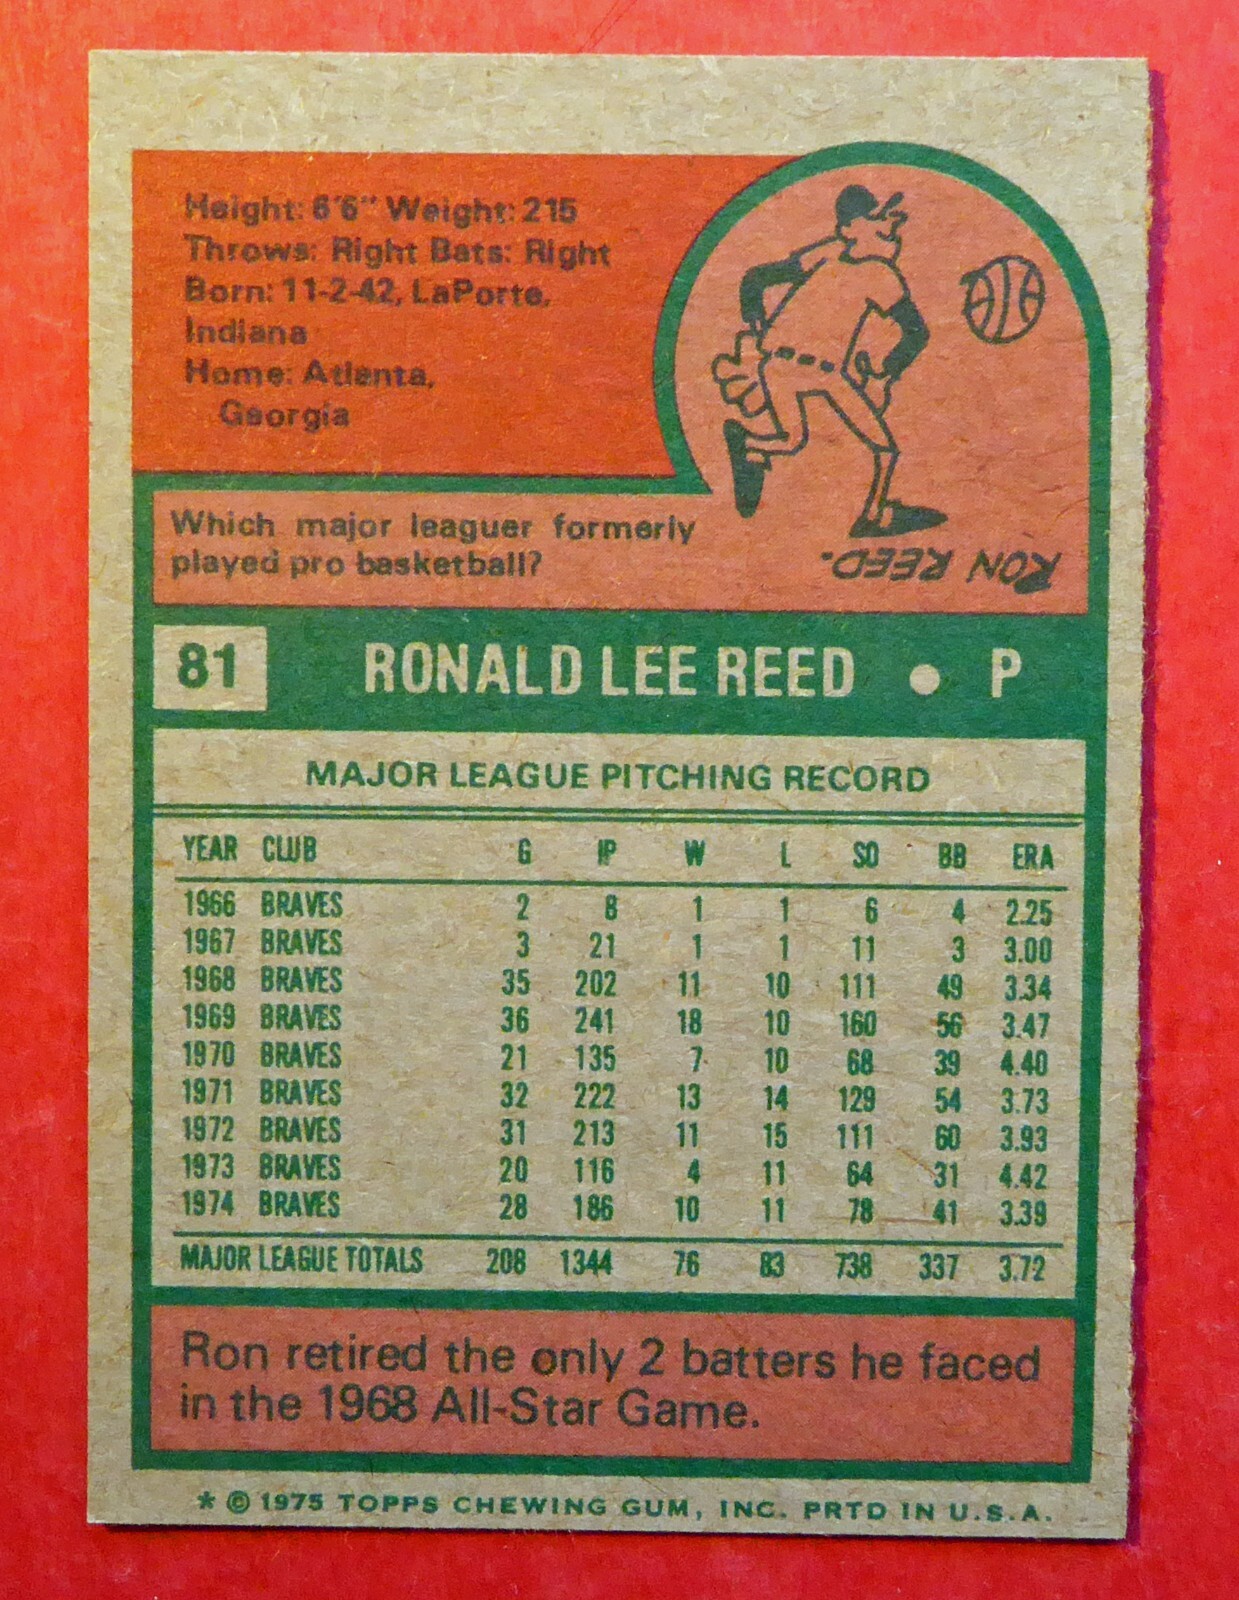 Height: 6'6" Weight: 215
Throws: Right Bats: Right
Born: 11-2-42, LaPorte,
Indiana
Home: Atlanta,
Georgia
Which major leaguer formerly
played pro basketball?
RON REED.
81 RONALD LEE REED • P
MAJOR LEAGUE PITCHING RECORD
YEAR CLUB G IP W L SO BB ERA
1966 BRAVES 2 8 1 1 6 4 2.25
1967 BRAVES 3 21 1 1 11 3 3.00
1968 BRAVES 35 202 11 10 111 49 3.34
1969 BRAVES 36 241 18 10 160 56 3.47
1970 BRAVES 21 135 7 10 68 39 4.40
1971 BRAVES 32 222 13 14 129 54 3.73
1972 BRAVES 31 213 11 15 111 60 3.93
1973 BRAVES 20 116 4 11 64 31 4.42
1974 BRAVES 28 186 10 11 78 41 3.39
MAJOR LEAGUE TOTALS 208 1344 76 83 738 337 3.72
Ron retired the only 2 batters he faced
in the 1968 All-Star Game.
* © 1975 TOPPS CHEWING GUM, INC. PRTD IN U.S.A.